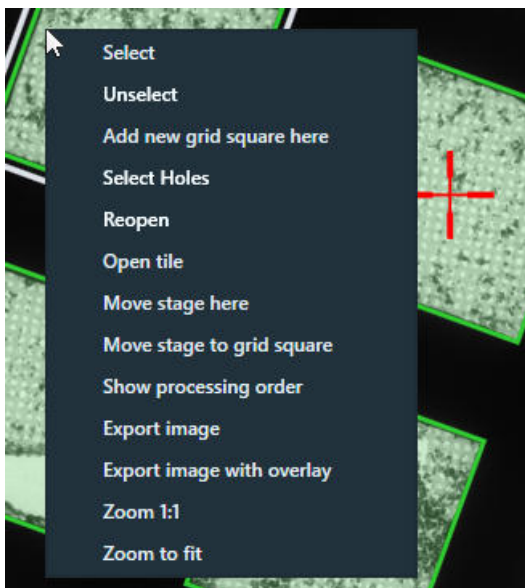 Select
Unselect
Add new grid square here
Select Holes
Reopen
Open tile
Move stage here
Move stage to grid square
Show processing order
Export image
Export image with overlay
Zoom 1:1
Zoom to fit